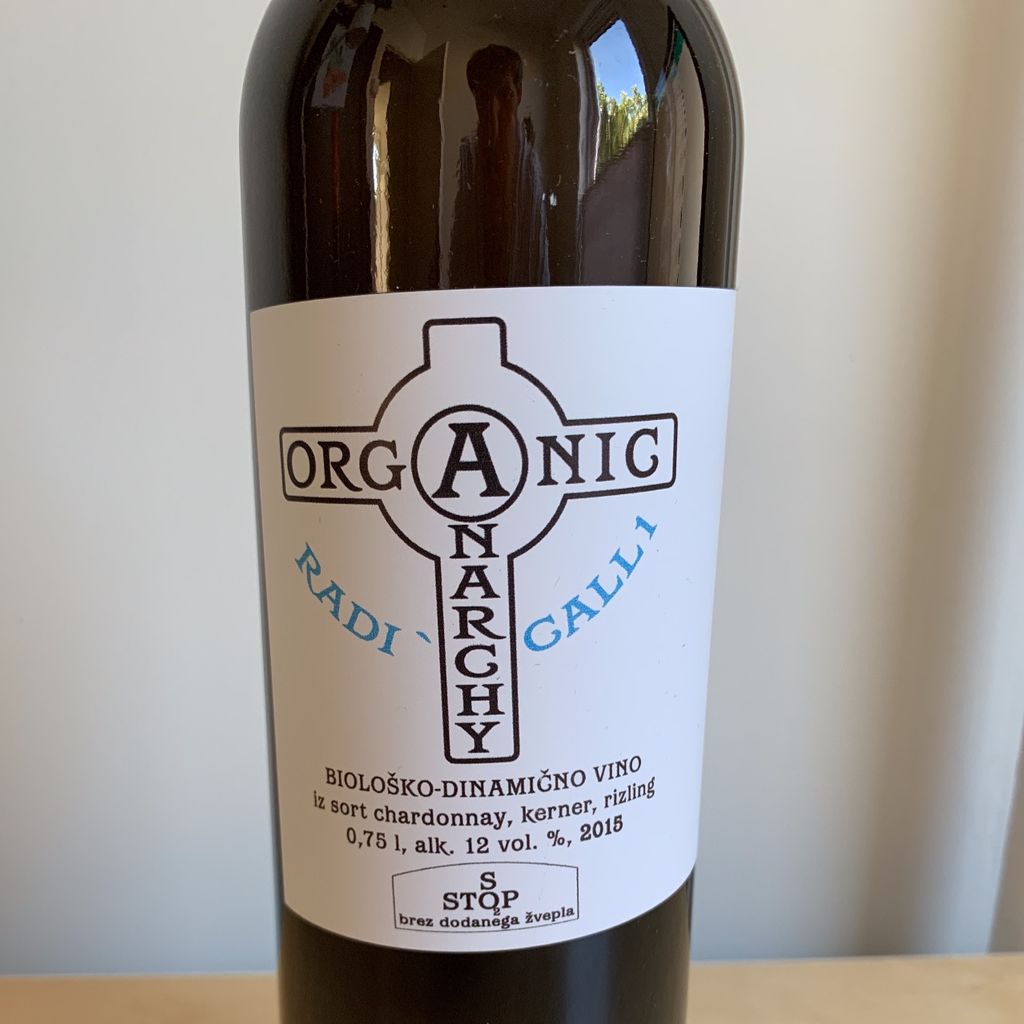 ORGANIC
ANARCHY
RADI`CALL1
BIOLOŠKO-DINAMIČNO VINO
iz sort chardonnay, kerner, rizling
0,75 l, alk. 12 vol. %, 2015
S
STOP
2
brez dodanega žvepla